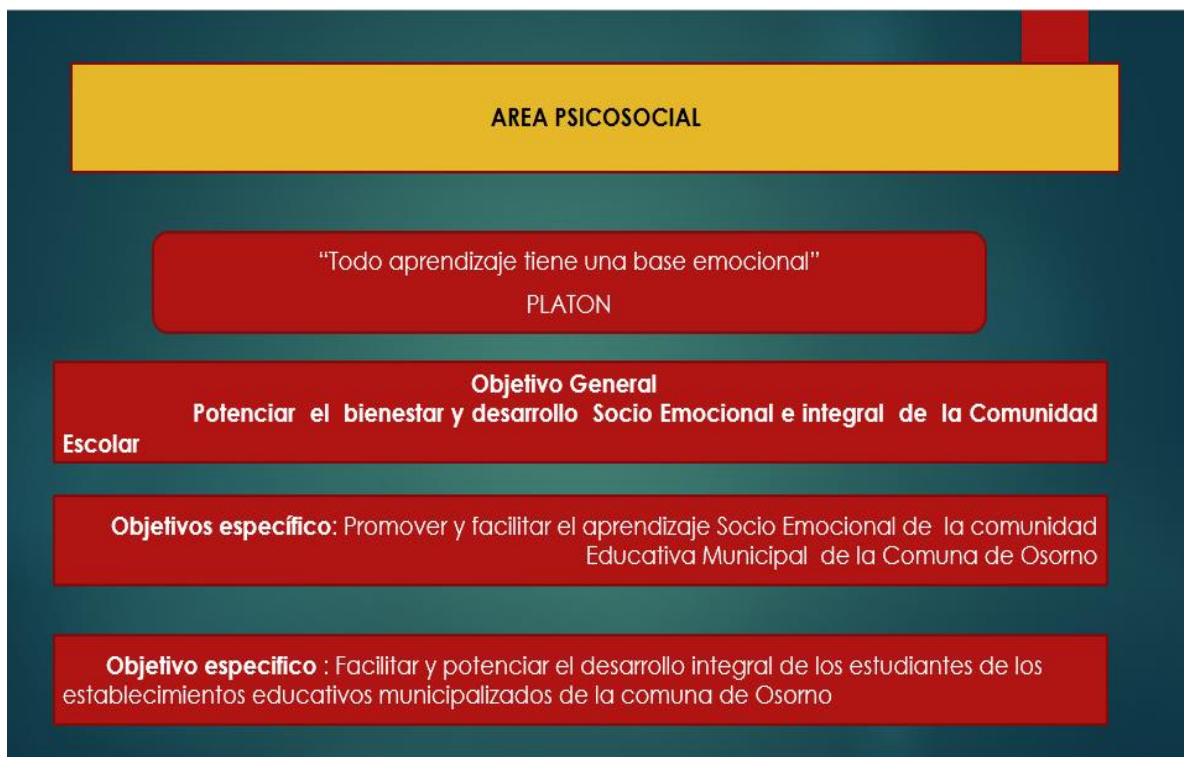 AREA PSICOSOCIAL
“Todo aprendizaje tiene una base emocional”
PLATON
Objetivo General
Potenciar el bienestar y desarrollo Socio Emocional e integral de la Comunidad
Escolar
Objetivos específico: Promover y facilitar el aprendizaje Socio Emocional de la comunidad
Educativa Municipal de la Comuna de Osorno
Objetivo especifico : Facilitar y potenciar el desarrollo integral de los estudiantes de los
establecimientos educativos municipalizados de la comuna de Osorno